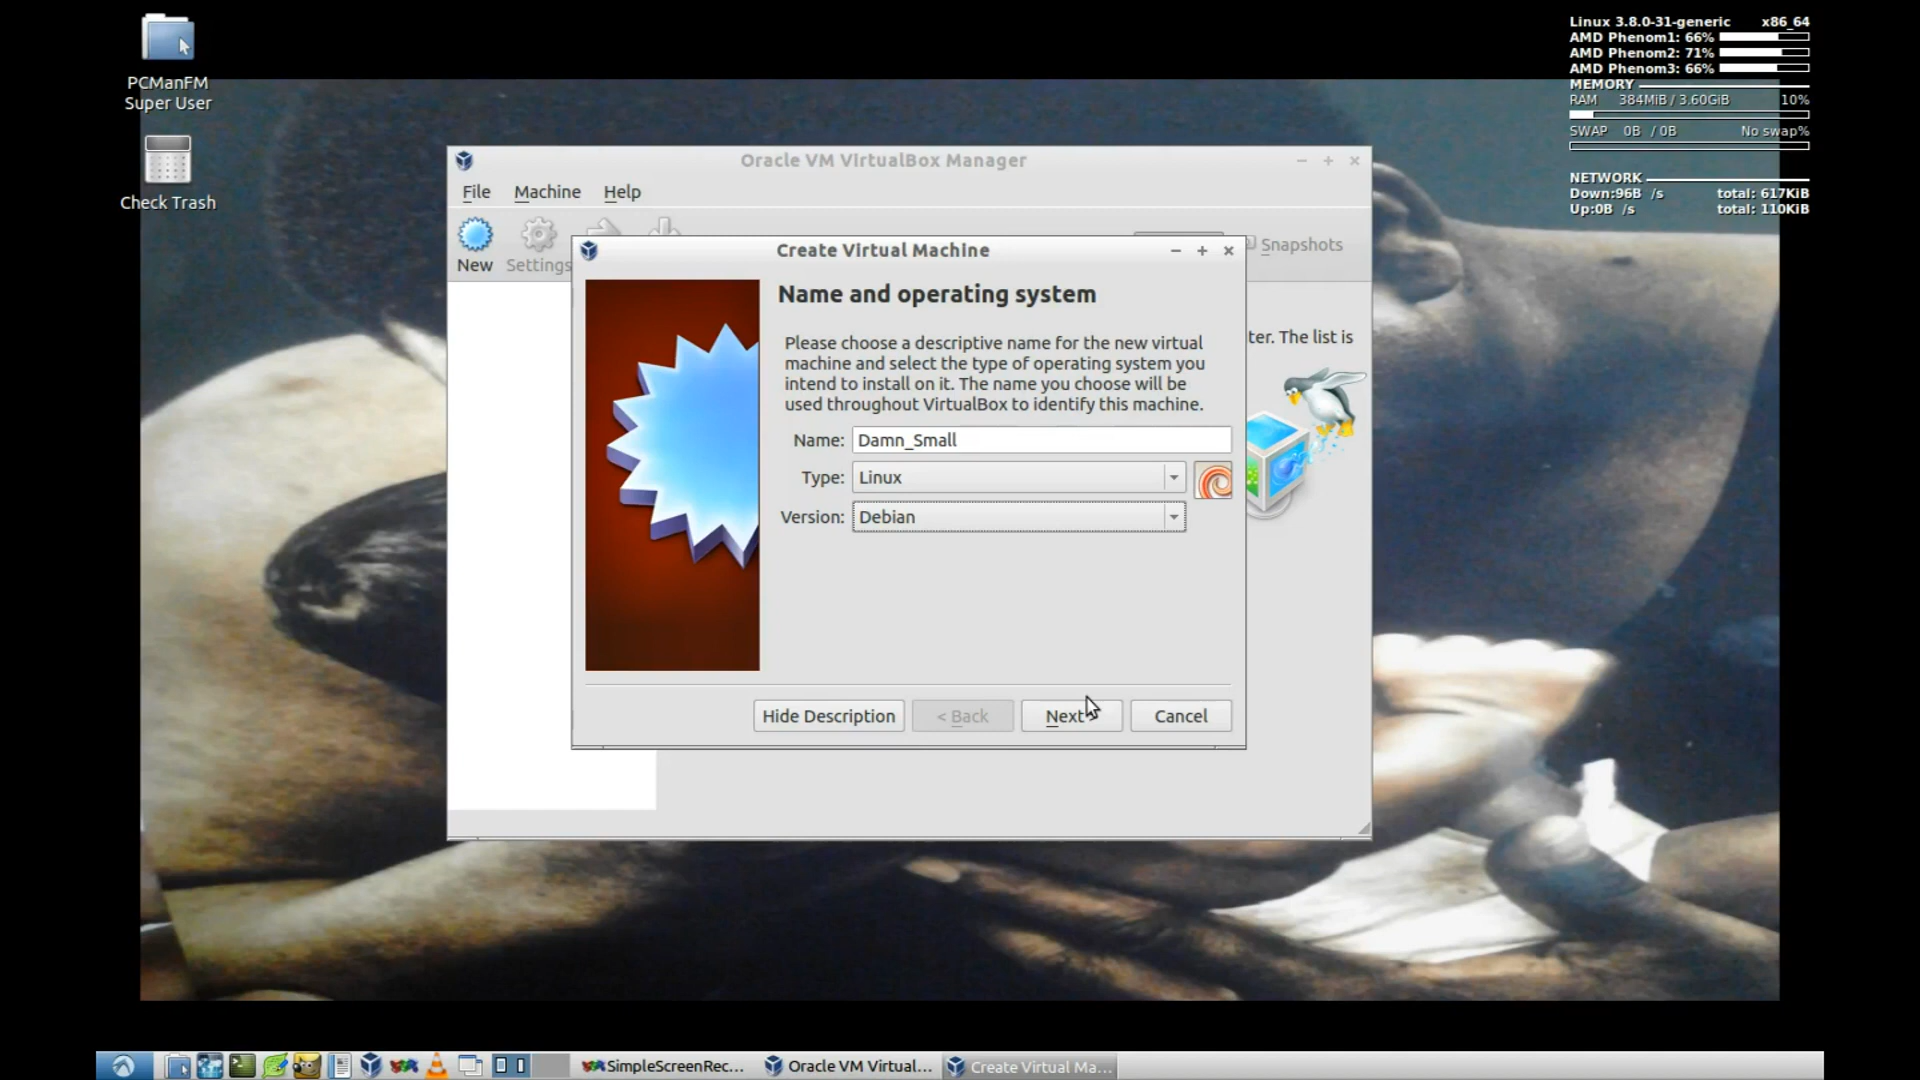 PCManFM
Super User
Check Trash
Linux 3.8.0-31-generic x86_64
AMD Phenom1: 66%
AMD Phenom2: 71%
AMD Phenom3: 66%
MEMORY
RAM 384MiB / 3.60GiB 10%
SWAP 0B / 0B No swap%
NETWORK
Down:96B /s total: 617KiB
Up:0B /s total: 110KiB
Oracle VM VirtualBox Manager
File Machine Help
New Settings
Snapshots
ter. The list is
Create Virtual Machine
Name and operating system
Please choose a descriptive name for the new virtual
machine and select the type of operating system you
intend to install on it. The name you choose will be
used throughout VirtualBox to identify this machine.
Name: Damn_Small
Type: Linux
Version: Debian
Hide Description < Back Next Cancel
SimpleScreenRec... Oracle VM Virtual... Create Virtual Ma...